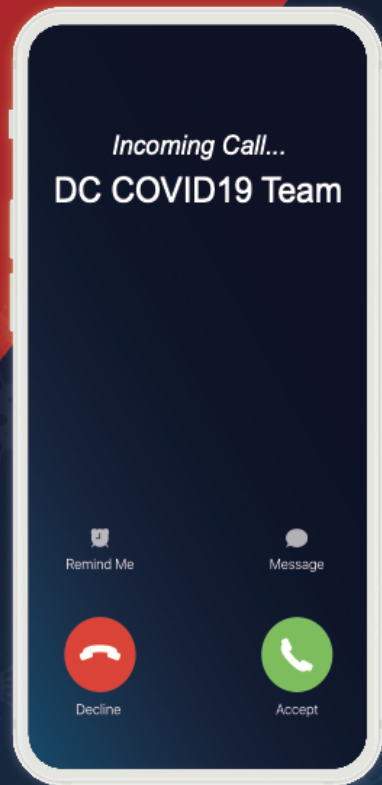 Incoming Call...
DC COVID19 Team
Remind Me
Message
Decline
Accept